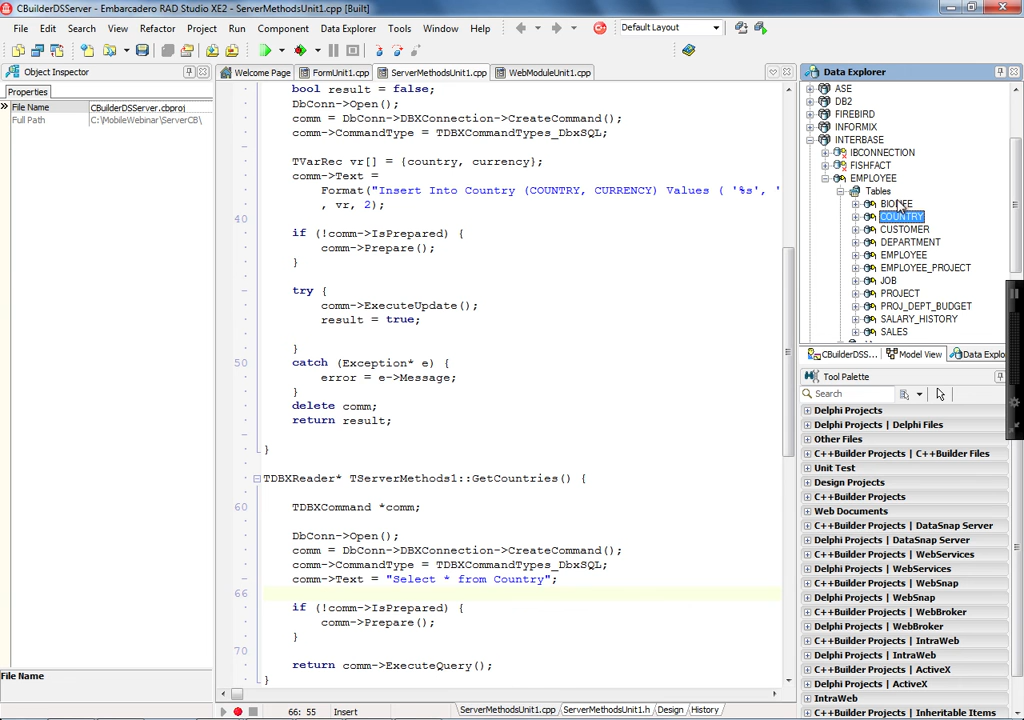 CBuilderDSServer - Embarcadero RAD Studio XE2 - ServerMethodsUnit1.cpp [Built]
File Edit Search View Refactor Project Run Component Data Explorer Tools Window Help
Default Layout
Object Inspector
Properties
File Name CBuilderDSServer.cbproj
Full Path C:\MobileWebinar\ServerCB\
File Name
Welcome Page FormUnit1.cpp ServerMethodsUnit1.cpp WebModuleUnit1.cpp
bool result = false;
DbConn->Open();
comm = DbConn->DBXConnection->CreateCommand();
comm->CommandType = TDBXCommandTypes_DbxSQL;
TVarRec vr[] = {country, currency};
comm->Text =
Format("Insert Into Country (COUNTRY, CURRENCY) Values ( '%s', '
, vr, 2);
40
if (!comm->IsPrepared) {
comm->Prepare();
}
try {
comm->ExecuteUpdate();
result = true;
}
50 catch (Exception* e) {
error = e->Message;
}
delete comm;
return result;
}
TDBXReader* TServerMethods1::GetCountries() {
60 TDBXCommand *comm;
DbConn->Open();
comm = DbConn->DBXConnection->CreateCommand();
comm->CommandType = TDBXCommandTypes_DbxSQL;
comm->Text = "Select * from Country";
66
if (!comm->IsPrepared) {
comm->Prepare();
}
70
return comm->ExecuteQuery();
}
66: 55 Insert
ServerMethodsUnit1.cpp ServerMethodsUnit1.h Design History
Data Explorer
ASE
DB2
FIREBIRD
INFORMIX
INTERBASE
IBCONNECTION
FISHFACT
EMPLOYEE
Tables
COUNTRY
CUSTOMER
DEPARTMENT
EMPLOYEE
EMPLOYEE_PROJECT
JOB
PROJECT
PROJ_DEPT_BUDGET
SALARY_HISTORY
SALES
CBuilderDSS... Model View Data Explo
Tool Palette
Search
Delphi Projects
Delphi Projects | Delphi Files
Other Files
C++Builder Projects | C++Builder Files
Unit Test
Design Projects
C++Builder Projects
Web Documents
C++Builder Projects | DataSnap Server
Delphi Projects | DataSnap Server
C++Builder Projects | WebServices
Delphi Projects | WebServices
C++Builder Projects | WebSnap
Delphi Projects | WebSnap
C++Builder Projects | WebBroker
Delphi Projects | WebBroker
C++Builder Projects | IntraWeb
Delphi Projects | IntraWeb
C++Builder Projects | ActiveX
Delphi Projects | ActiveX
IntraWeb
C++Builder Projects | Inheritable Items